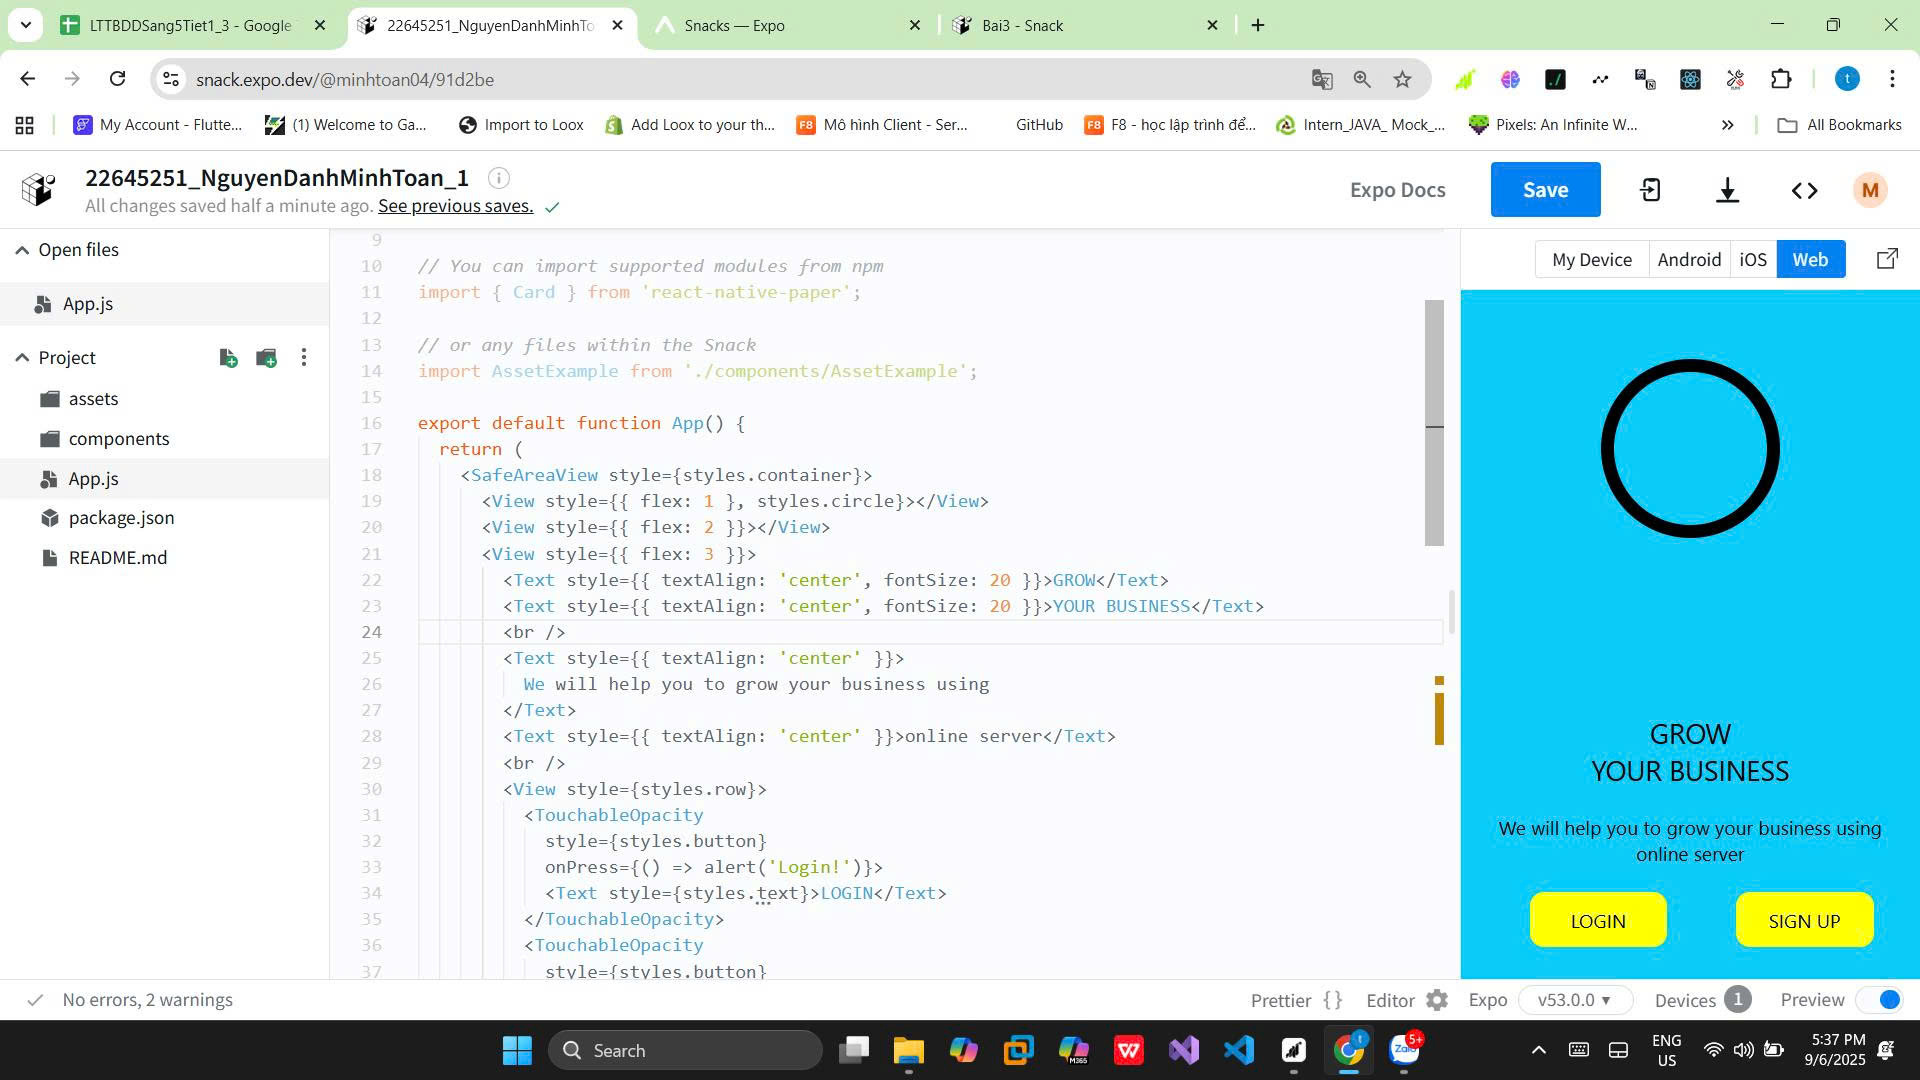 LTTBDDSang5Tiet1_3 - Google
22645251_NguyenDanhMinhTo
Snacks — Expo
Bai3 - Snack
snack.expo.dev/@minhtoan04/91d2be
t
My Account - Flutte...
(1) Welcome to Ga...
Import to Loox
Add Loox to your th...
F8 Mô hình Client - Ser...
GitHub
F8 F8 - học lập trình để...
Intern_JAVA_ Mock_...
Pixels: An Infinite W...
All Bookmarks
22645251_NguyenDanhMinhToan_1
All changes saved half a minute ago. See previous saves.
Expo Docs
Save
M
Open files
App.js
Project
assets
components
App.js
package.json
README.md
9
10 // You can import supported modules from npm
11 import { Card } from 'react-native-paper';
12
13 // or any files within the Snack
14 import AssetExample from './components/AssetExample';
15
16 export default function App() {
17 return (
18 <SafeAreaView style={styles.container}>
19 <View style={{ flex: 1 }, styles.circle}></View>
20 <View style={{ flex: 2 }}></View>
21 <View style={{ flex: 3 }}>
22 <Text style={{ textAlign: 'center', fontSize: 20 }}>GROW</Text>
23 <Text style={{ textAlign: 'center', fontSize: 20 }}>YOUR BUSINESS</Text>
24 <br />
25 <Text style={{ textAlign: 'center' }}>
26 We will help you to grow your business using
27 </Text>
28 <Text style={{ textAlign: 'center' }}>online server</Text>
29 <br />
30 <View style={styles.row}>
31 <TouchableOpacity
32 style={styles.button}
33 onPress={() => alert('Login!')}>
34 <Text style={styles.text}>LOGIN</Text>
35 </TouchableOpacity>
36 <TouchableOpacity
37 style={styles.button}
My Device
Android
iOS
Web
GROW
YOUR BUSINESS
We will help you to grow your business using
online server
LOGIN
SIGN UP
No errors, 2 warnings
Prettier {}
Editor
Expo
v53.0.0
Devices 1
Preview
Search
M365
Zalo
5+
ENG
US
5:37 PM
9/6/2025